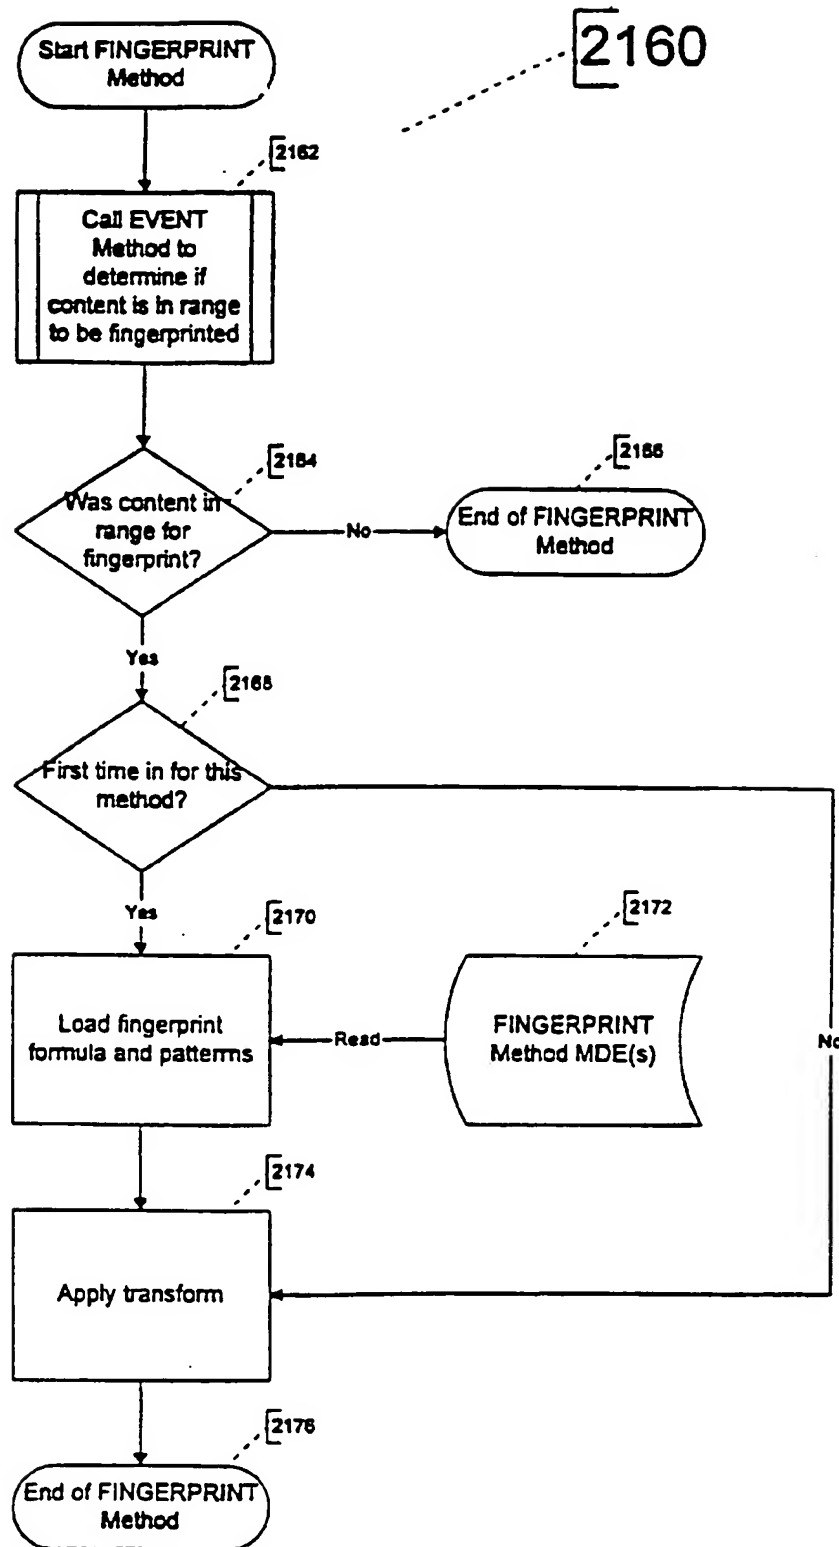 Start FINGERPRINT
Method
2160
2162
Call EVENT
Method to
determine if
content is in range
to be fingerprinted
2164
Was content in
range for
fingerprint?
No
2166
End of FINGERPRINT
Method
Yes
2168
First time in for this
method?
Yes
2170
2172
Load fingerprint
formula and patterns
Read
FINGERPRINT
Method MDE(s)
No
2174
Apply transform
2176
End of FINGERPRINT
Method